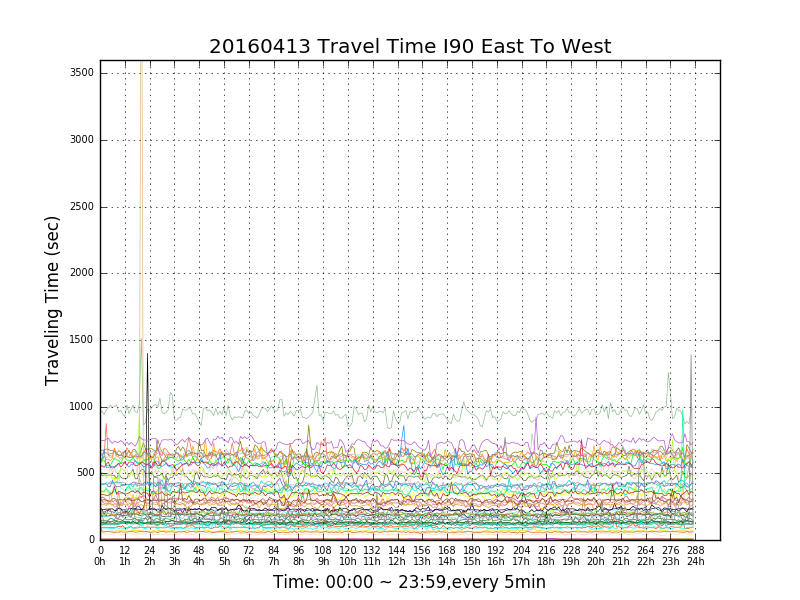 20160413 Travel Time I90 East To West
Traveling Time (sec)
3500
3000
2500
2000
1500
1000
500
0
0 12 24 36 48 60 72 84 96 108 120 132 144 156 168 180 192 204 216 228 240 252 264 276 288
0h 1h 2h 3h 4h 5h 6h 7h 8h 9h 10h 11h 12h 13h 14h 15h 16h 17h 18h 19h 20h 21h 22h 23h 24h
Time: 00:00 ~ 23:59,every 5min